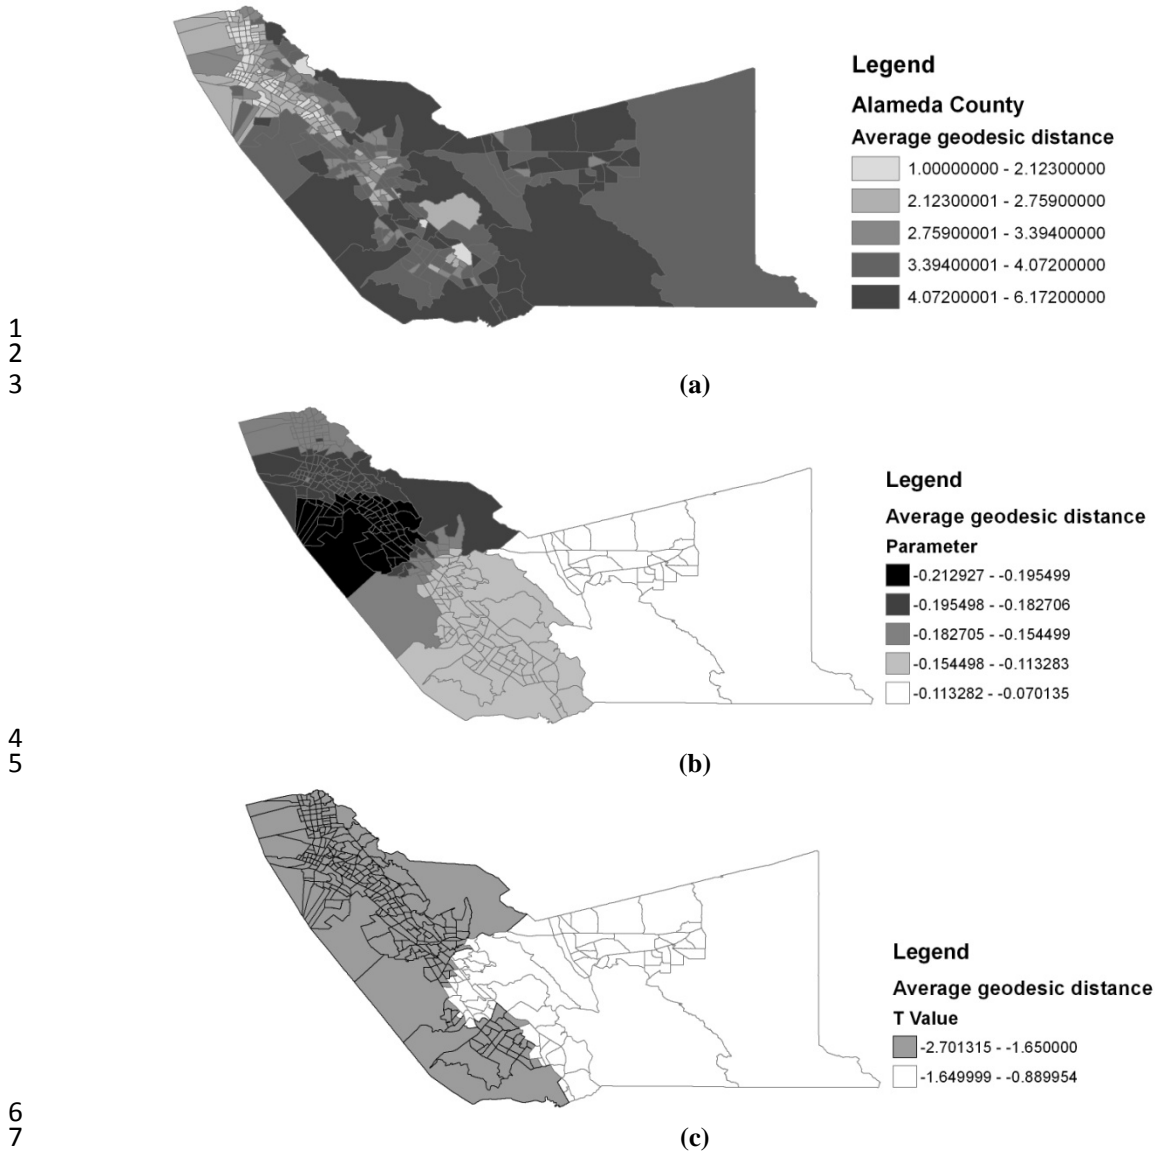 Legend
Alameda County
Average geodesic distance
1.00000000 - 2.12300000
2.12300001 - 2.75900000
2.75900001 - 3.39400000
3.39400001 - 4.07200000
4.07200001 - 6.17200000
1
2
3 (a)
Legend
Average geodesic distance
Parameter
-0.212927 - -0.195499
-0.195498 - -0.182706
-0.182705 - -0.154499
-0.154498 - -0.113283
-0.113282 - -0.070135
4
5 (b)
Legend
Average geodesic distance
T Value
-2.701315 - -1.650000
-1.649999 - -0.889954
6
7 (c)